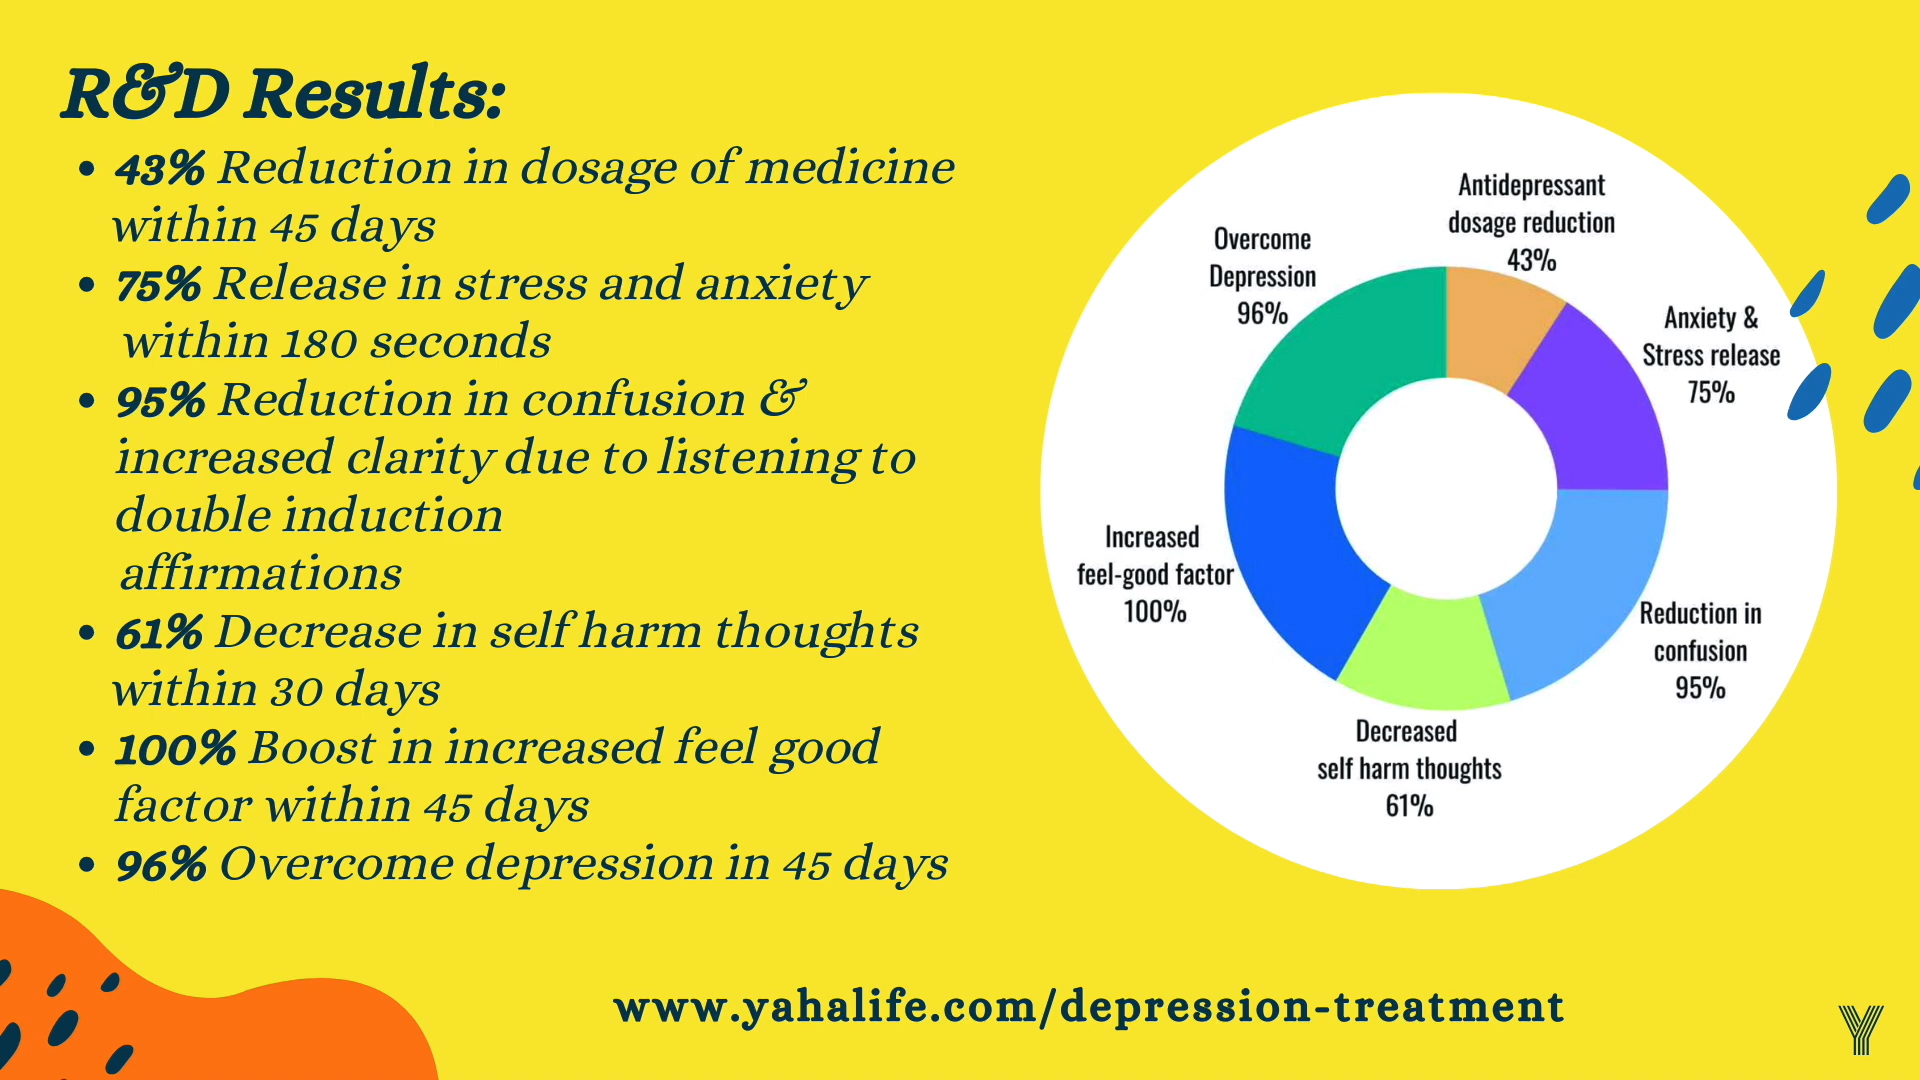 R&D Results:
• 43% Reduction in dosage of medicine
within 45 days
• 75% Release in stress and anxiety
within 180 seconds
• 95% Reduction in confusion &
increased clarity due to listening to
double induction
affirmations
• 61% Decrease in self harm thoughts
within 30 days
• 100% Boost in increased feel good
factor within 45 days
• 96% Overcome depression in 45 days
Antidepressant
dosage reduction
43%
Anxiety &
Stress release
75%
Reduction in
confusion
95%
Decreased
self harm thoughts
61%
Increased
feel-good factor
100%
Overcome
Depression
96%
www.yahalife.com/depression-treatment
Y